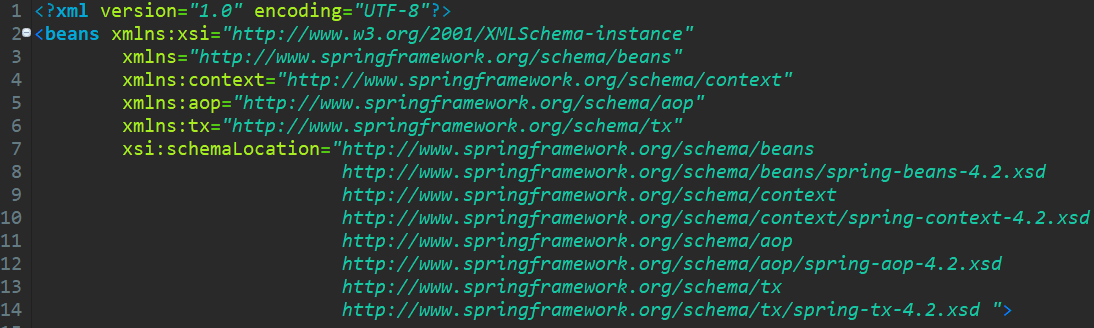 1 <?xml version="1.0" encoding="UTF-8"?>
2 <beans xmlns:xsi="http://www.w3.org/2001/XMLSchema-instance"
3 xmlns="http://www.springframework.org/schema/beans"
4 xmlns:context="http://www.springframework.org/schema/context"
5 xmlns:aop="http://www.springframework.org/schema/aop"
6 xmlns:tx="http://www.springframework.org/schema/tx"
7 xsi:schemaLocation="http://www.springframework.org/schema/beans
8 http://www.springframework.org/schema/beans/spring-beans-4.2.xsd
9 http://www.springframework.org/schema/context
10 http://www.springframework.org/schema/context/spring-context-4.2.xsd
11 http://www.springframework.org/schema/aop
12 http://www.springframework.org/schema/aop/spring-aop-4.2.xsd
13 http://www.springframework.org/schema/tx
14 http://www.springframework.org/schema/tx/spring-tx-4.2.xsd ">